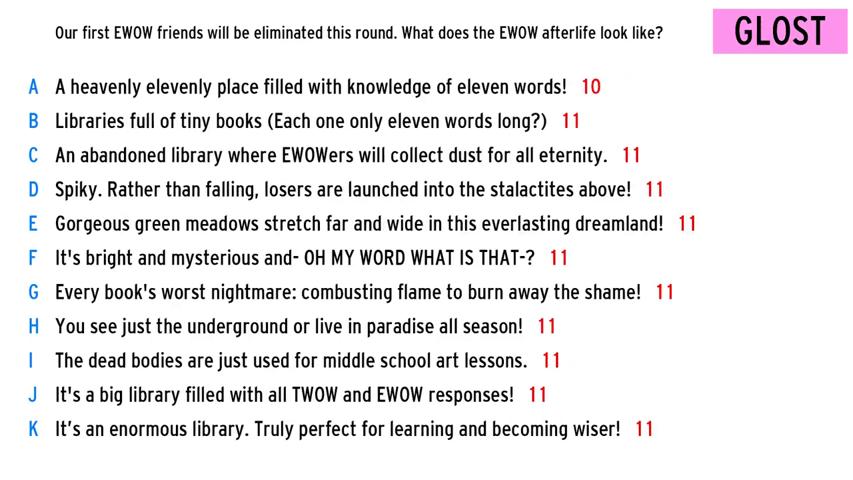 Our first EWOW friends will be eliminated this round. What does the EWOW afterlife look like?
GLOST
A A heavenly elevenly place filled with knowledge of eleven words! 10
B Libraries full of tiny books (Each one only eleven words long?) 11
C An abandoned library where EWOWers will collect dust for all eternity. 11
D Spiky. Rather than falling, losers are launched into the stalactites above! 11
E Gorgeous green meadows stretch far and wide in this everlasting dreamland! 11
F It's bright and mysterious and- OH MY WORD WHAT IS THAT-? 11
G Every book's worst nightmare: combusting flame to burn away the shame! 11
H You see just the underground or live in paradise all season! 11
I The dead bodies are just used for middle school art lessons. 11
J It's a big library filled with all TWOW and EWOW responses! 11
K It’s an enormous library. Truly perfect for learning and becoming wiser! 11